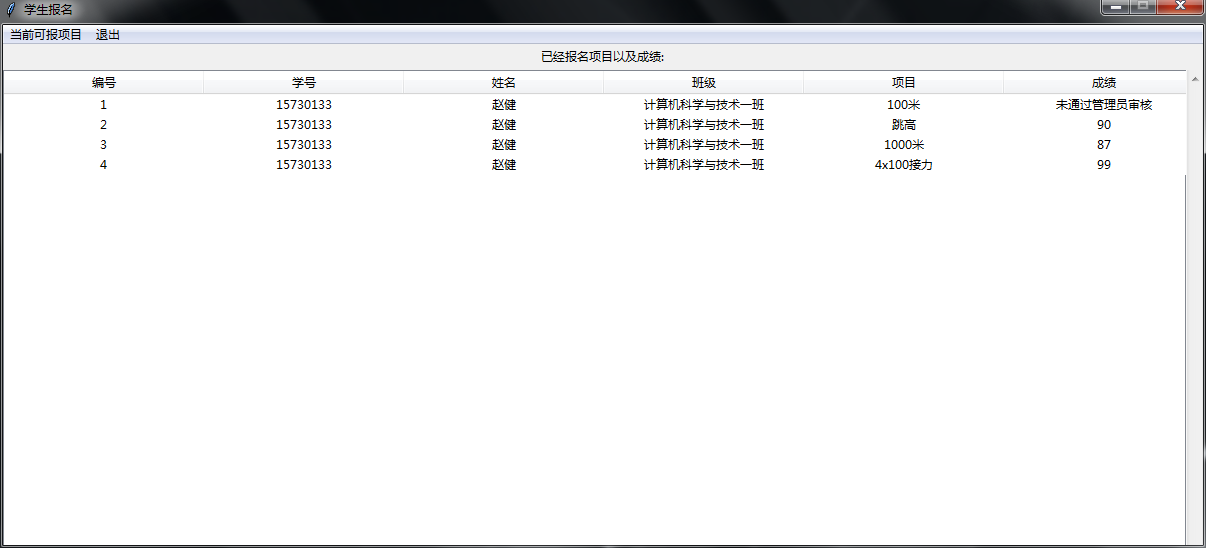 学生报名
当前可报项目 退出
已经报名项目以及成绩:
编号 学号 姓名 班级 项目 成绩
1 15730133 赵健 计算机科学与技术一班 100米 未通过管理员审核
2 15730133 赵健 计算机科学与技术一班 跳高 90
3 15730133 赵健 计算机科学与技术一班 1000米 87
4 15730133 赵健 计算机科学与技术一班 4x100接力 99